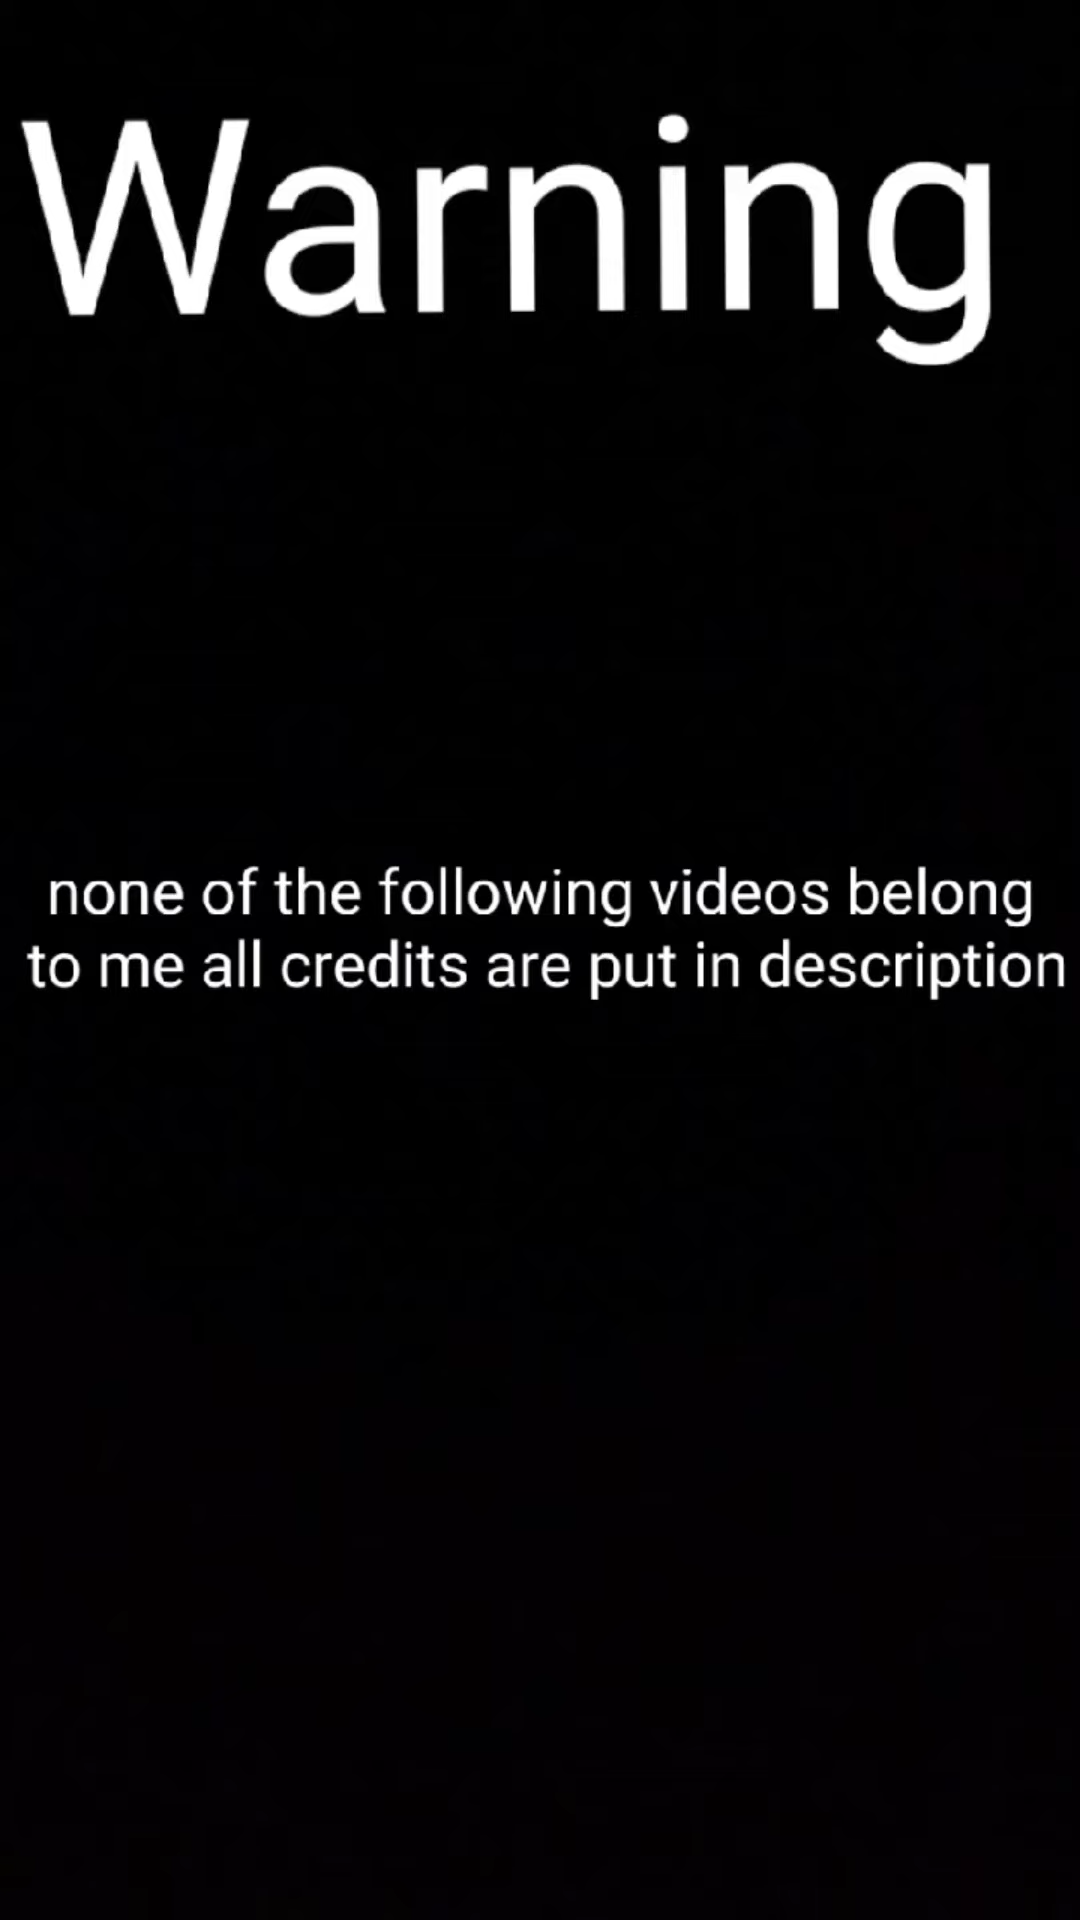 Warning
none of the following videos belong
to me all credits are put in description